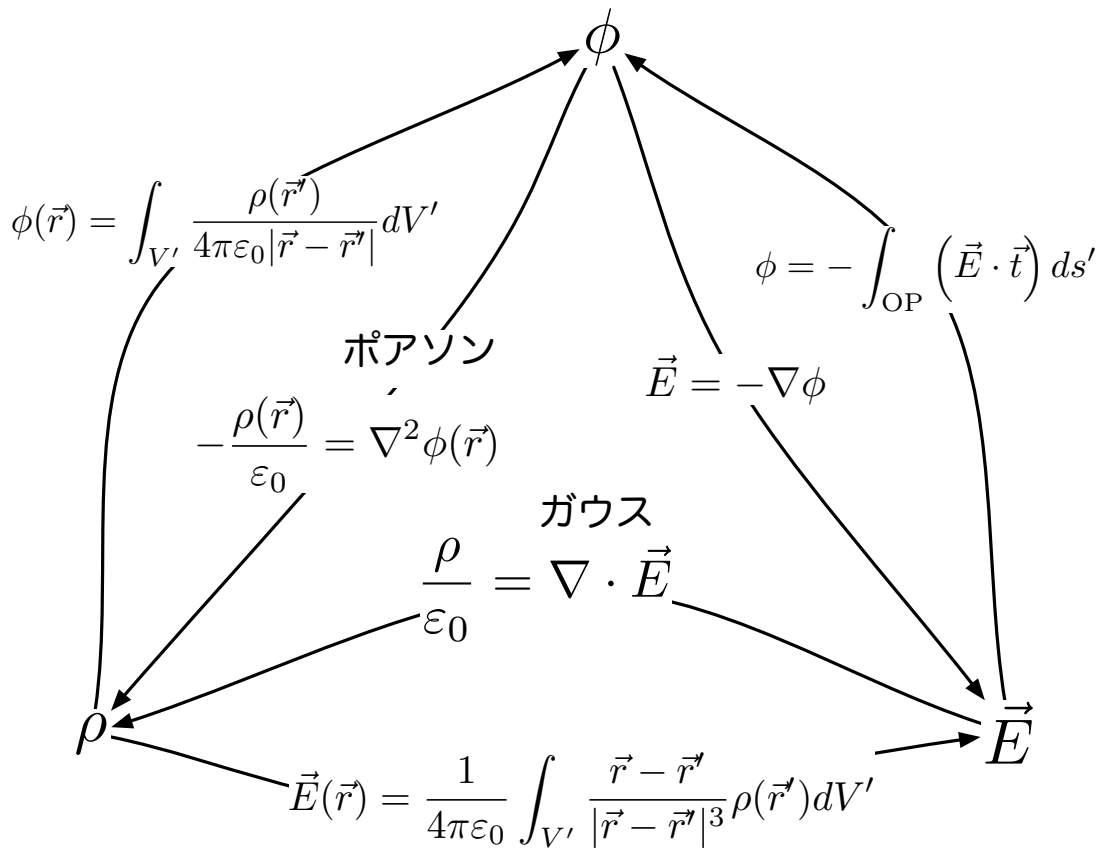 ϕ
ϕ(r⃗) = ∫_{V′} ρ(r⃗′) / 4πε₀|r⃗ − r⃗′| dV′
ϕ = − ∫_{OP} (E⃗ · t⃗) ds′
ポアソン
E⃗ = −∇ϕ
−ρ(r⃗)/ε₀ = ∇²ϕ(r⃗)
ガウス
ρ/ε₀ = ∇ · E⃗
ρ
E⃗
E⃗(r⃗) = 1/4πε₀ ∫_{V′} (r⃗ − r⃗′)/|r⃗ − r⃗′|³ ρ(r⃗′)dV′